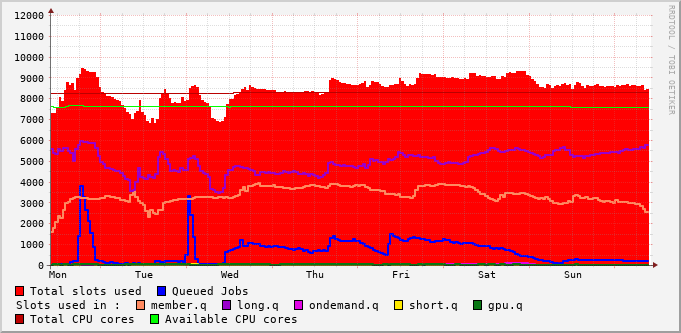 12000
11000
10000
9000
8000
7000
6000
5000
4000
3000
2000
1000
0
Mon Tue Wed Thu Fri Sat Sun
Total slots used Queued Jobs
Slots used in : member.q long.q ondemand.q short.q gpu.q
Total CPU cores Available CPU cores
RRDTOOL / TOBI OETIKER